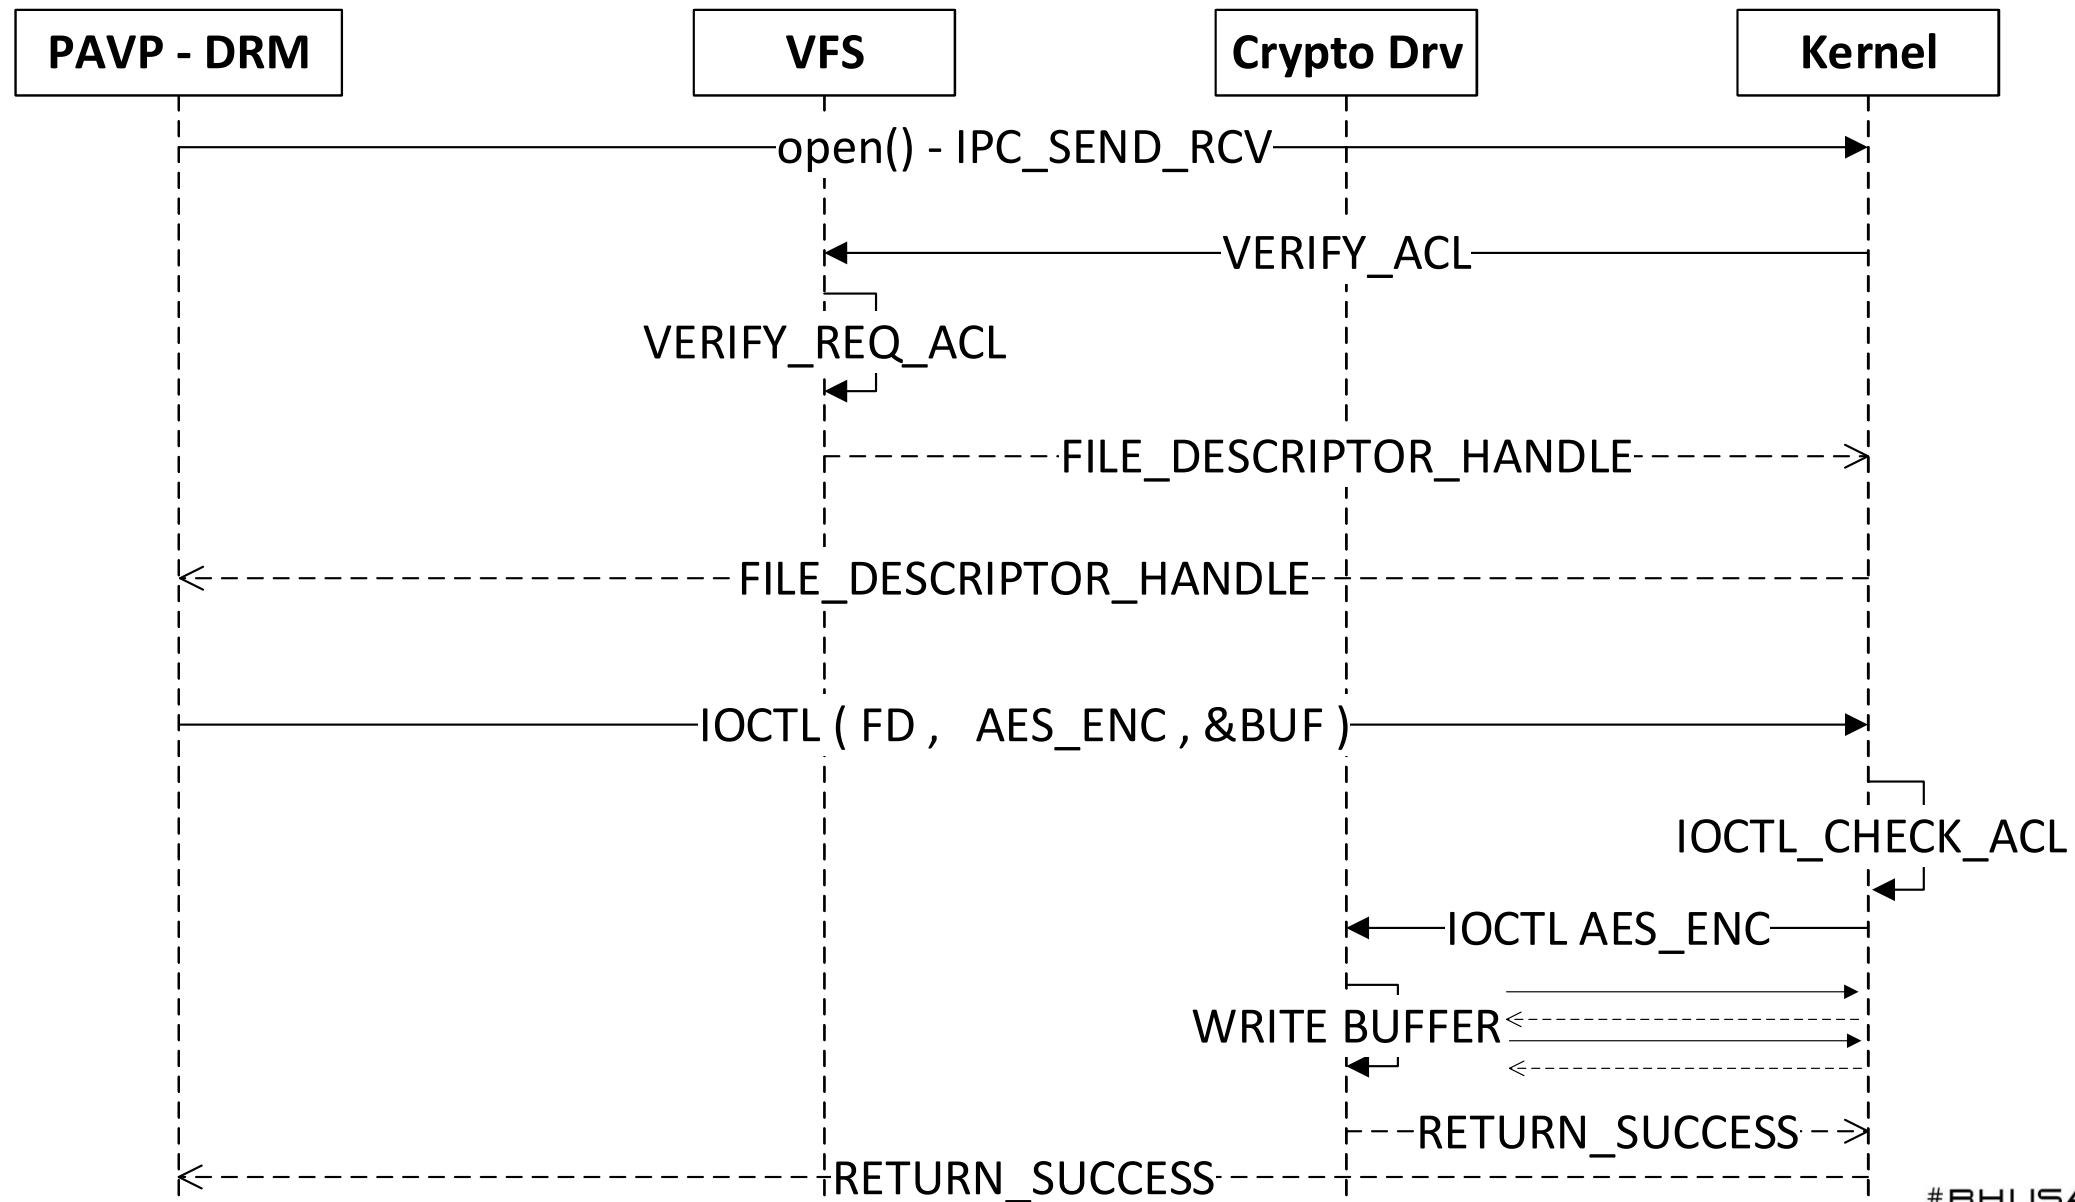 PAVP - DRM
VFS
Crypto Drv
Kernel
open() - IPC_SEND_RCV
VERIFY_ACL
VERIFY_REQ_ACL
FILE_DESCRIPTOR_HANDLE
FILE_DESCRIPTOR_HANDLE
IOCTL ( FD , AES_ENC , &BUF )
IOCTL_CHECK_ACL
IOCTL AES_ENC
WRITE BUFFER
RETURN_SUCCESS
RETURN_SUCCESS